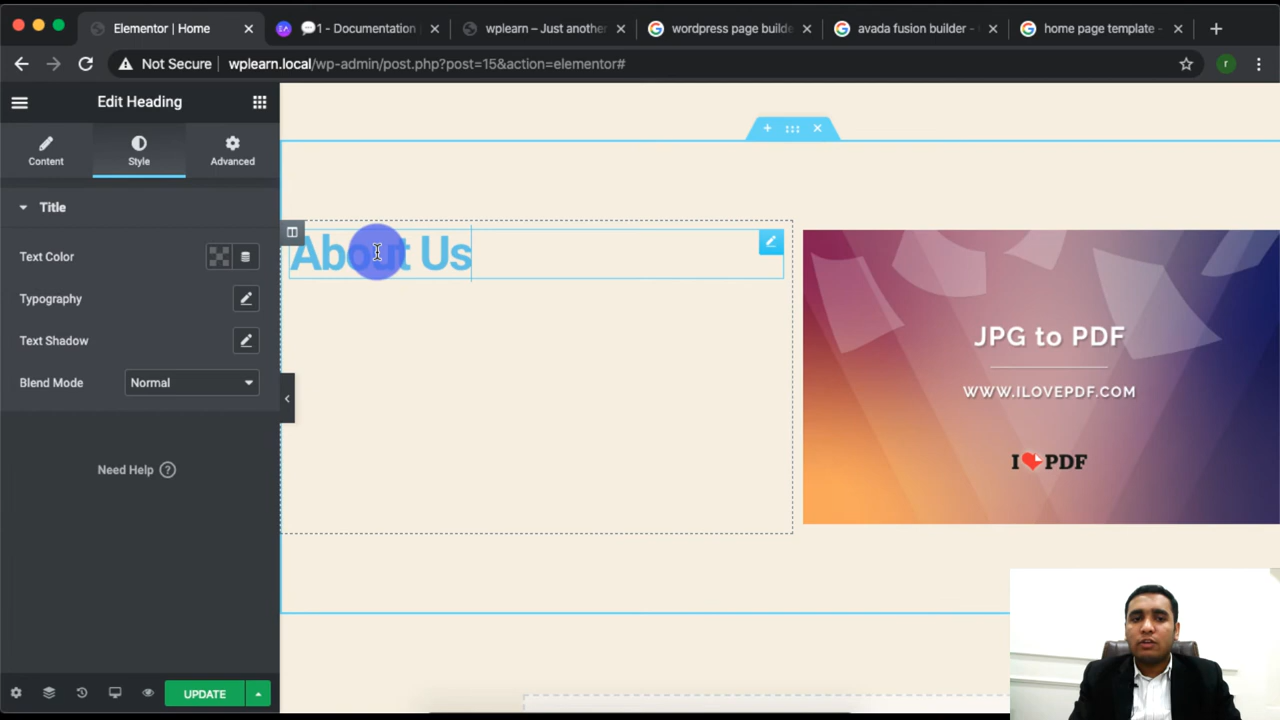 Elementor | Home
1 - Documentation
wplearn – Just another
wordpress page builde
avada fusion builder -
home page template -
Not Secure
wplearn.local/wp-admin/post.php?post=15&action=elementor#
r
Edit Heading
Content
Style
Advanced
Title
Text Color
Typography
Text Shadow
Blend Mode
Normal
Need Help ?
UPDATE
About Us
JPG to PDF
WWW.ILOVEPDF.COM
I PDF